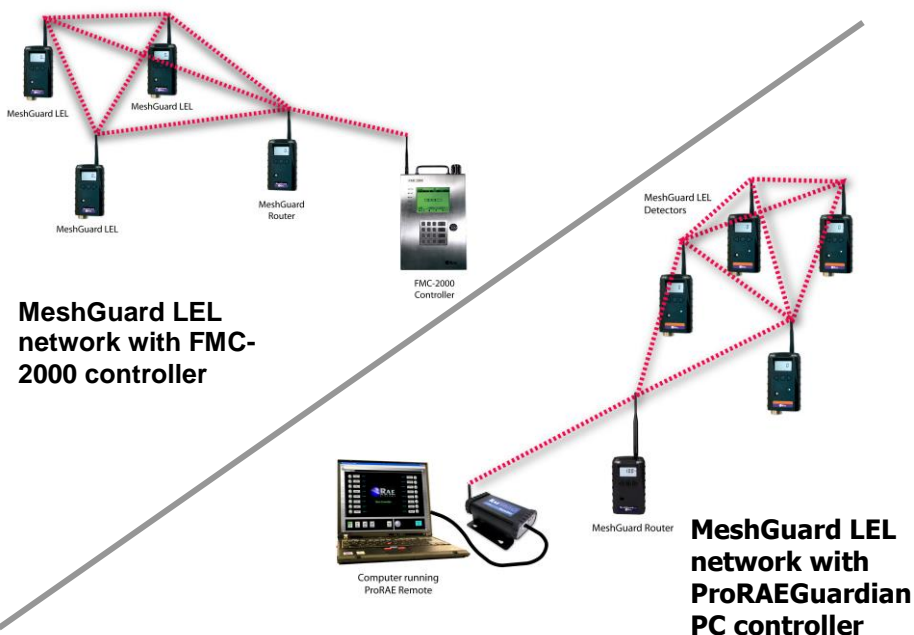 MeshGuard LEL
MeshGuard LEL
MeshGuard LEL
MeshGuard
Router
FMC-2000
Controller
MeshGuard LEL
network with FMC-
2000 controller
MeshGuard LEL
Detectors
MeshGuard Router
RAE
Computer running
ProRAE Remote
MeshGuard LEL
network with
ProRAEGuardian
PC controller